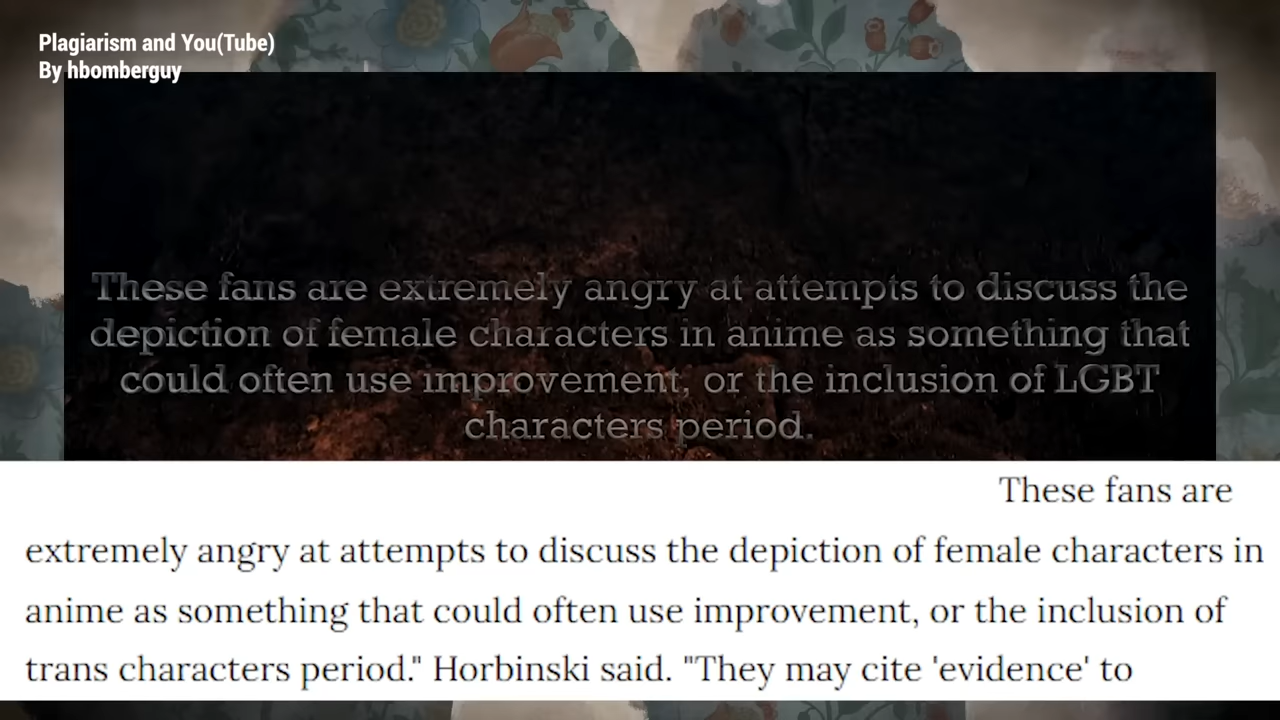 Plagiarism and You(Tube)
By hbomberguy
These fans are extremely angry at attempts to discuss the
depiction of female characters in anime as something that
could often use improvement, or the inclusion of LGBT
characters period.
These fans are
extremely angry at attempts to discuss the depiction of female characters in
anime as something that could often use improvement, or the inclusion of
trans characters period." Horbinski said. "They may cite 'evidence' to